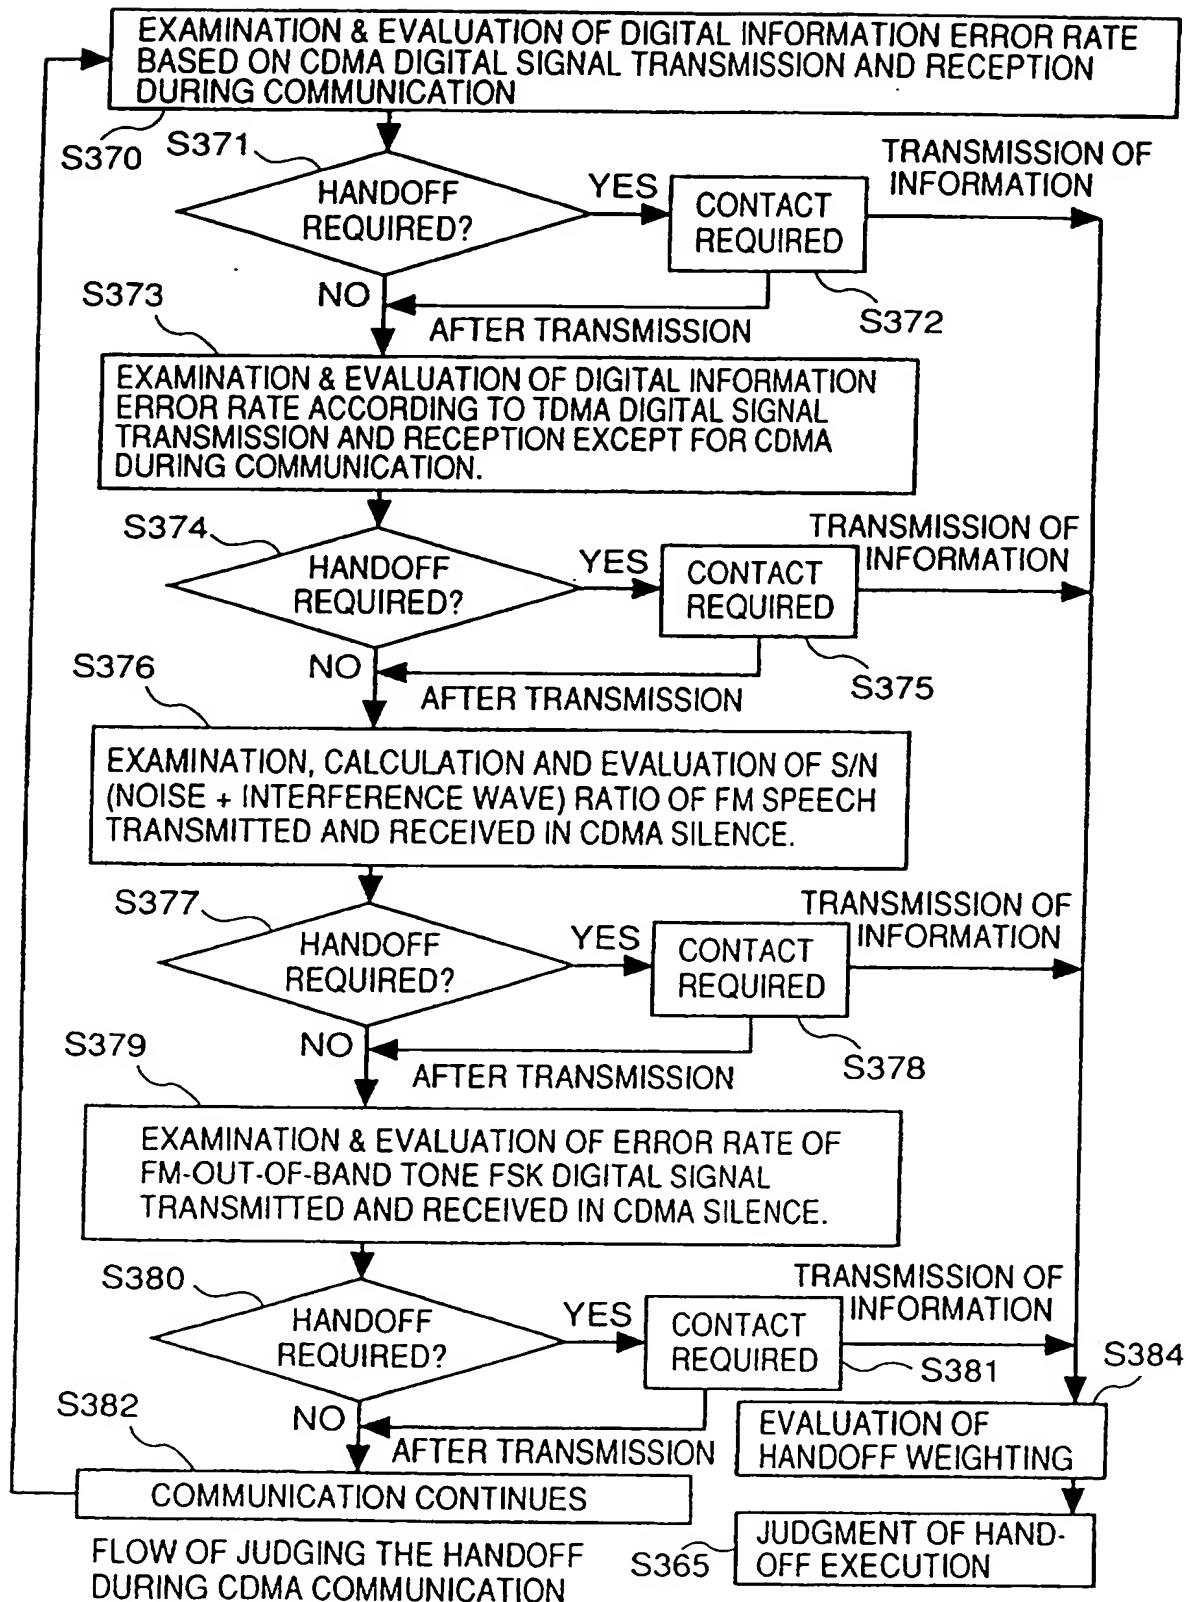 EXAMINATION & EVALUATION OF DIGITAL INFORMATION ERROR RATE
BASED ON CDMA DIGITAL SIGNAL TRANSMISSION AND RECEPTION
DURING COMMUNICATION
S370
S371
HANDOFF
REQUIRED?
YES
CONTACT
REQUIRED
TRANSMISSION OF
INFORMATION
S372
NO
AFTER TRANSMISSION
S373
EXAMINATION & EVALUATION OF DIGITAL INFORMATION
ERROR RATE ACCORDING TO TDMA DIGITAL SIGNAL
TRANSMISSION AND RECEPTION EXCEPT FOR CDMA
DURING COMMUNICATION.
S374
HANDOFF
REQUIRED?
YES
CONTACT
REQUIRED
TRANSMISSION OF
INFORMATION
S375
NO
AFTER TRANSMISSION
S376
EXAMINATION, CALCULATION AND EVALUATION OF S/N
(NOISE + INTERFERENCE WAVE) RATIO OF FM SPEECH
TRANSMITTED AND RECEIVED IN CDMA SILENCE.
S377
HANDOFF
REQUIRED?
YES
CONTACT
REQUIRED
TRANSMISSION OF
INFORMATION
S378
NO
AFTER TRANSMISSION
S379
EXAMINATION & EVALUATION OF ERROR RATE OF
FM-OUT-OF-BAND TONE FSK DIGITAL SIGNAL
TRANSMITTED AND RECEIVED IN CDMA SILENCE.
S380
HANDOFF
REQUIRED?
YES
CONTACT
REQUIRED
TRANSMISSION OF
INFORMATION
S381
S384
NO
AFTER TRANSMISSION
S382
COMMUNICATION CONTINUES
EVALUATION OF
HANDOFF WEIGHTING
S365
JUDGMENT OF HAND-
OFF EXECUTION
FLOW OF JUDGING THE HANDOFF
DURING CDMA COMMUNICATION